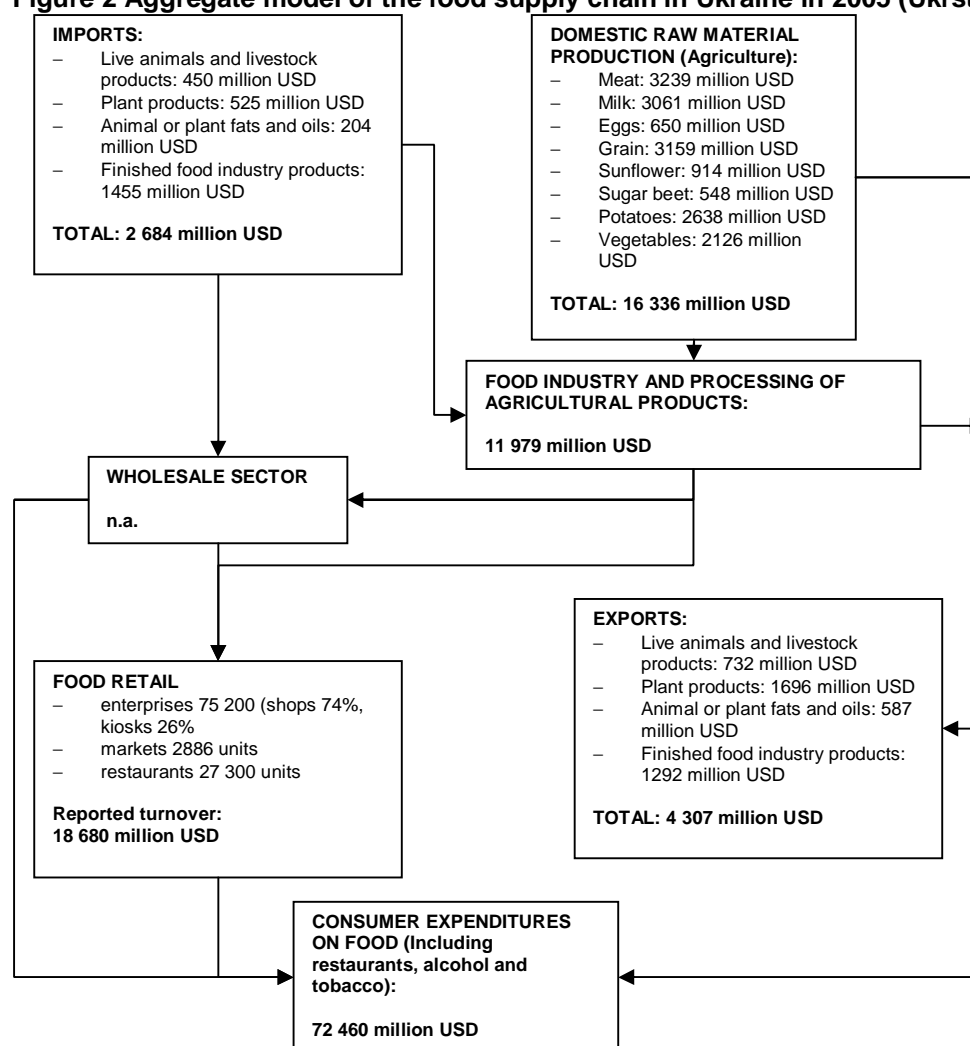 Figure 2 Aggregate model of the food supply chain in Ukraine in 2005 (Ukrst
IMPORTS:
– Live animals and livestock
products: 450 million USD
– Plant products: 525 million USD
– Animal or plant fats and oils: 204
million USD
– Finished food industry products:
1455 million USD
TOTAL: 2 684 million USD
DOMESTIC RAW MATERIAL
PRODUCTION (Agriculture):
– Meat: 3239 million USD
– Milk: 3061 million USD
– Eggs: 650 million USD
– Grain: 3159 million USD
– Sunflower: 914 million USD
– Sugar beet: 548 million USD
– Potatoes: 2638 million USD
– Vegetables: 2126 million
USD
TOTAL: 16 336 million USD
FOOD INDUSTRY AND PROCESSING OF
AGRICULTURAL PRODUCTS:
11 979 million USD
WHOLESALE SECTOR
n.a.
EXPORTS:
– Live animals and livestock
products: 732 million USD
– Plant products: 1696 million USD
– Animal or plant fats and oils: 587
million USD
– Finished food industry products:
1292 million USD
TOTAL: 4 307 million USD
FOOD RETAIL
– enterprises 75 200 (shops 74%,
kiosks 26%
– markets 2886 units
– restaurants 27 300 units
Reported turnover:
18 680 million USD
CONSUMER EXPENDITURES
ON FOOD (Including
restaurants, alcohol and
tobacco):
72 460 million USD